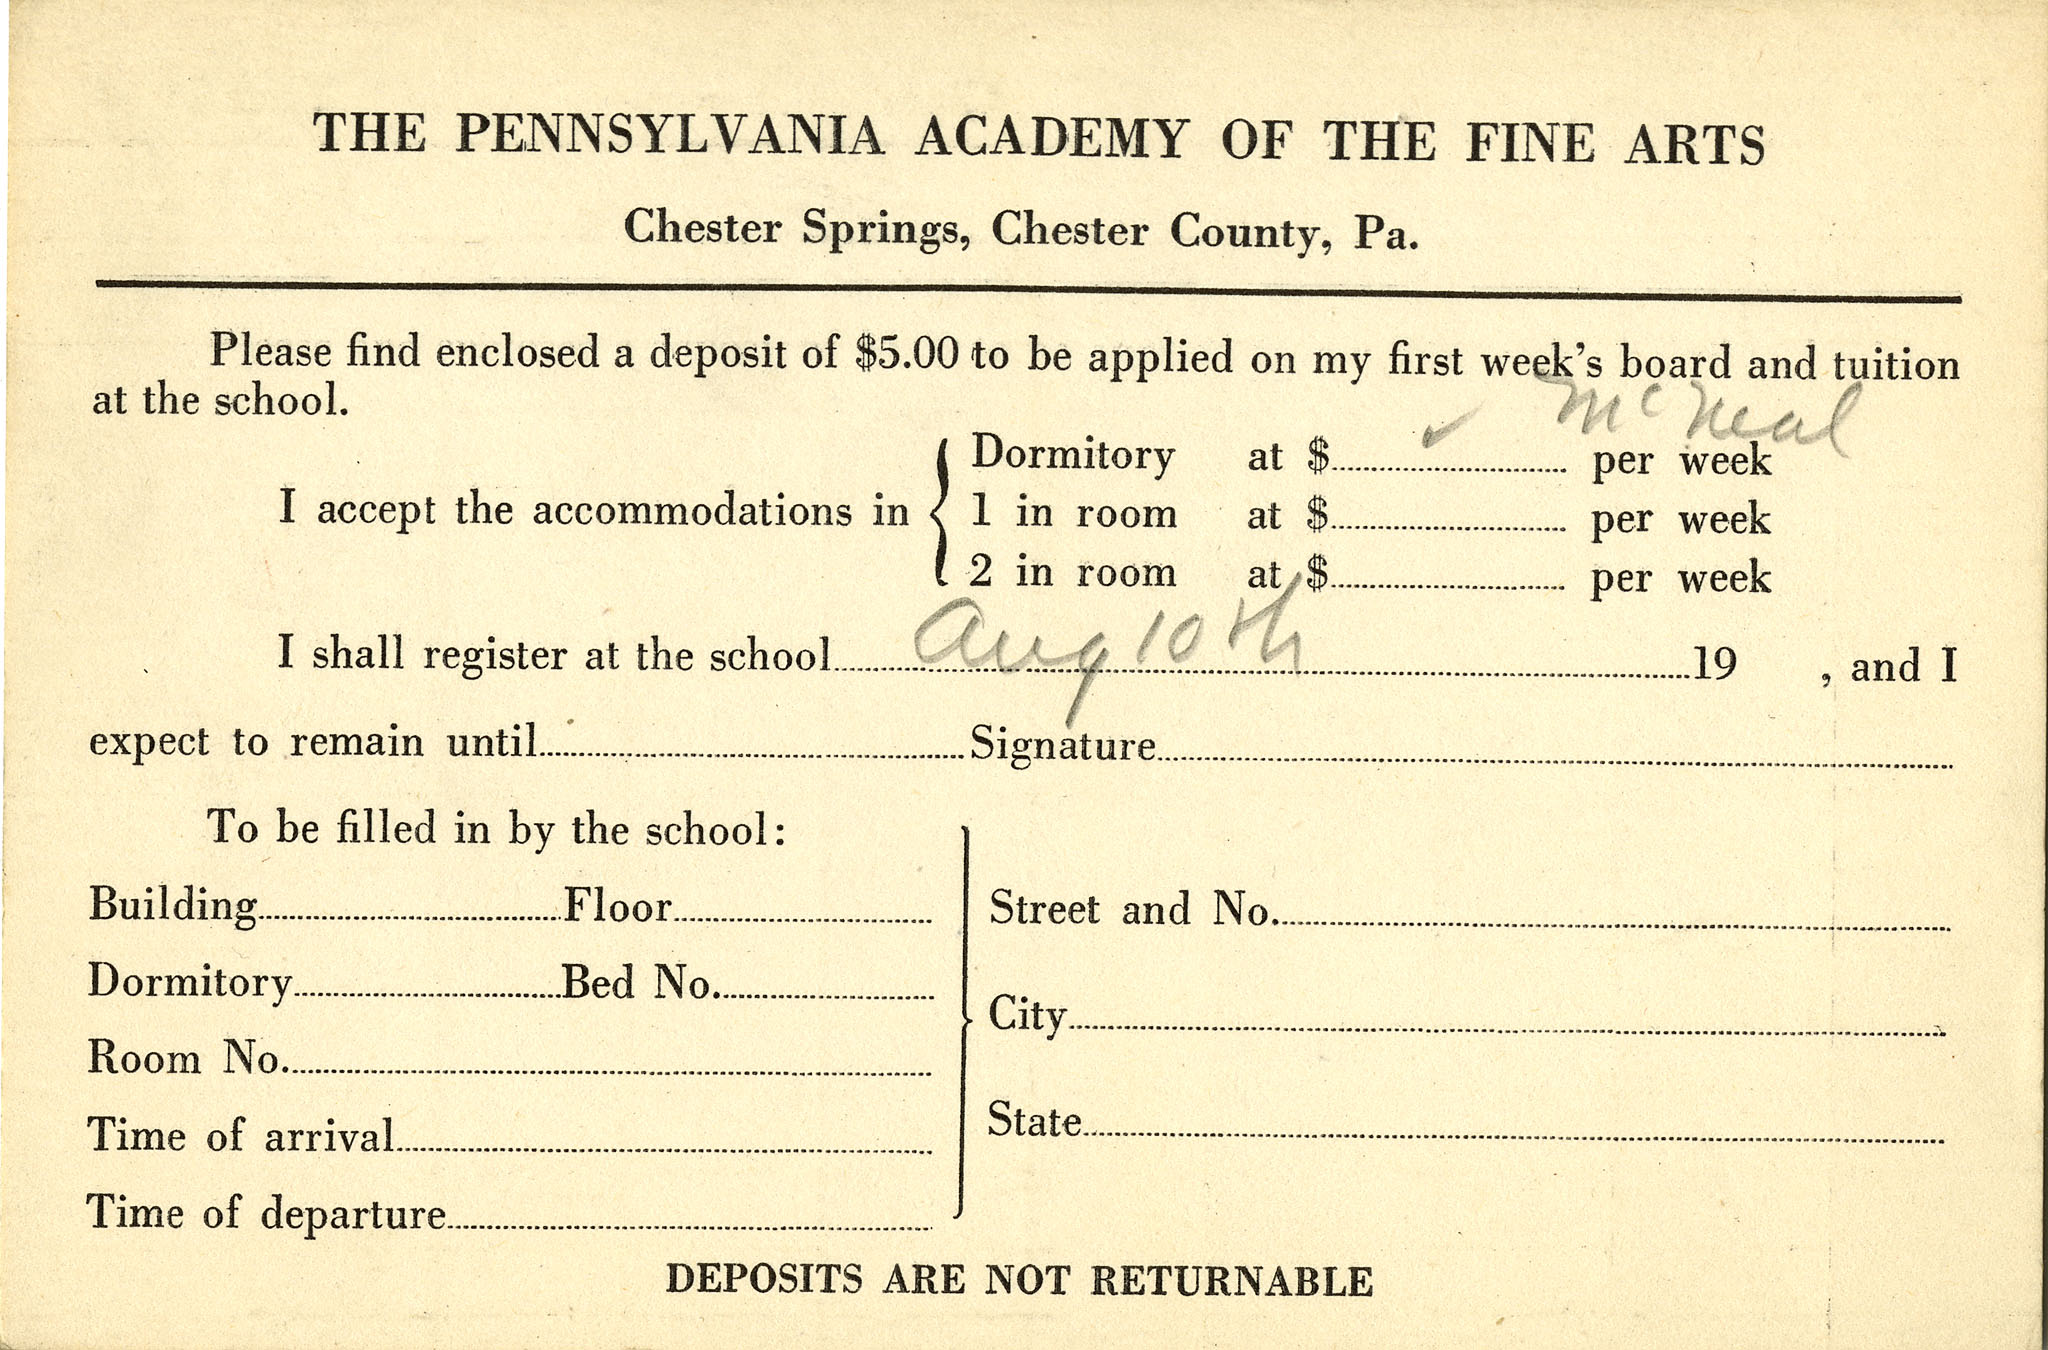 THE PENNSYLVANIA ACADEMY OF THE FINE ARTS
Chester Springs, Chester County, Pa.
Please find enclosed a deposit of $5.00 to be applied on my first week's board and tuition
at the school.
McNeal
Dormitory at $ ✓ per week
I accept the accommodations in { 1 in room at $ per week
2 in room at $ per week
I shall register at the school Aug 10th 19 , and I
expect to remain until Signature
To be filled in by the school:
Building Floor Street and No.
Dormitory Bed No.
City
Room No.
State
Time of arrival
Time of departure
DEPOSITS ARE NOT RETURNABLE